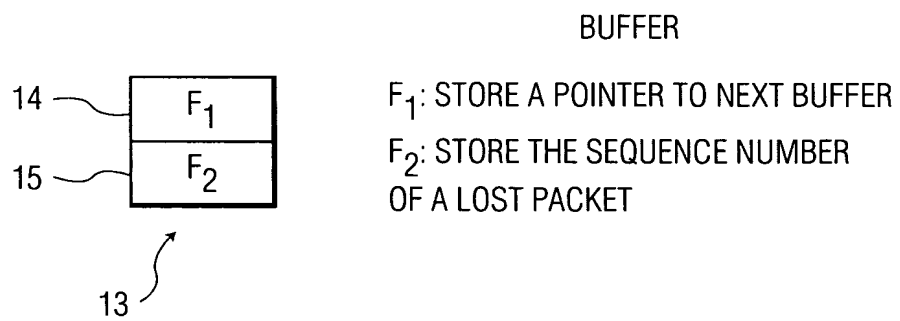 BUFFER
14
F1
F1: STORE A POINTER TO NEXT BUFFER
15
F2
F2: STORE THE SEQUENCE NUMBER
OF A LOST PACKET
13